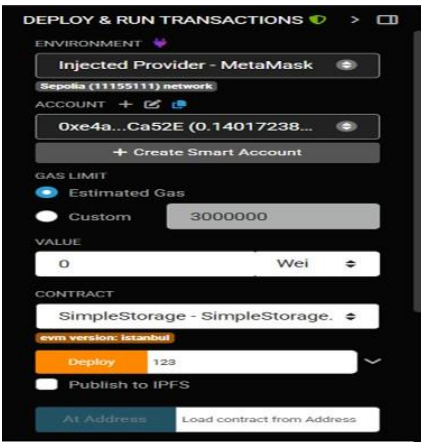 DEPLOY & RUN TRANSACTIONS
ENVIRONMENT
Injected Provider - MetaMask
Sepolia (11155111) network
ACCOUNT
0xe4a...Ca52E (0.14017238...
+ Create Smart Account
GAS LIMIT
Estimated Gas
Custom 3000000
VALUE
0 Wei
CONTRACT
SimpleStorage - SimpleStorage.
evm version: istanbul
Deploy 123
Publish to IPFS
At Address Load contract from Address